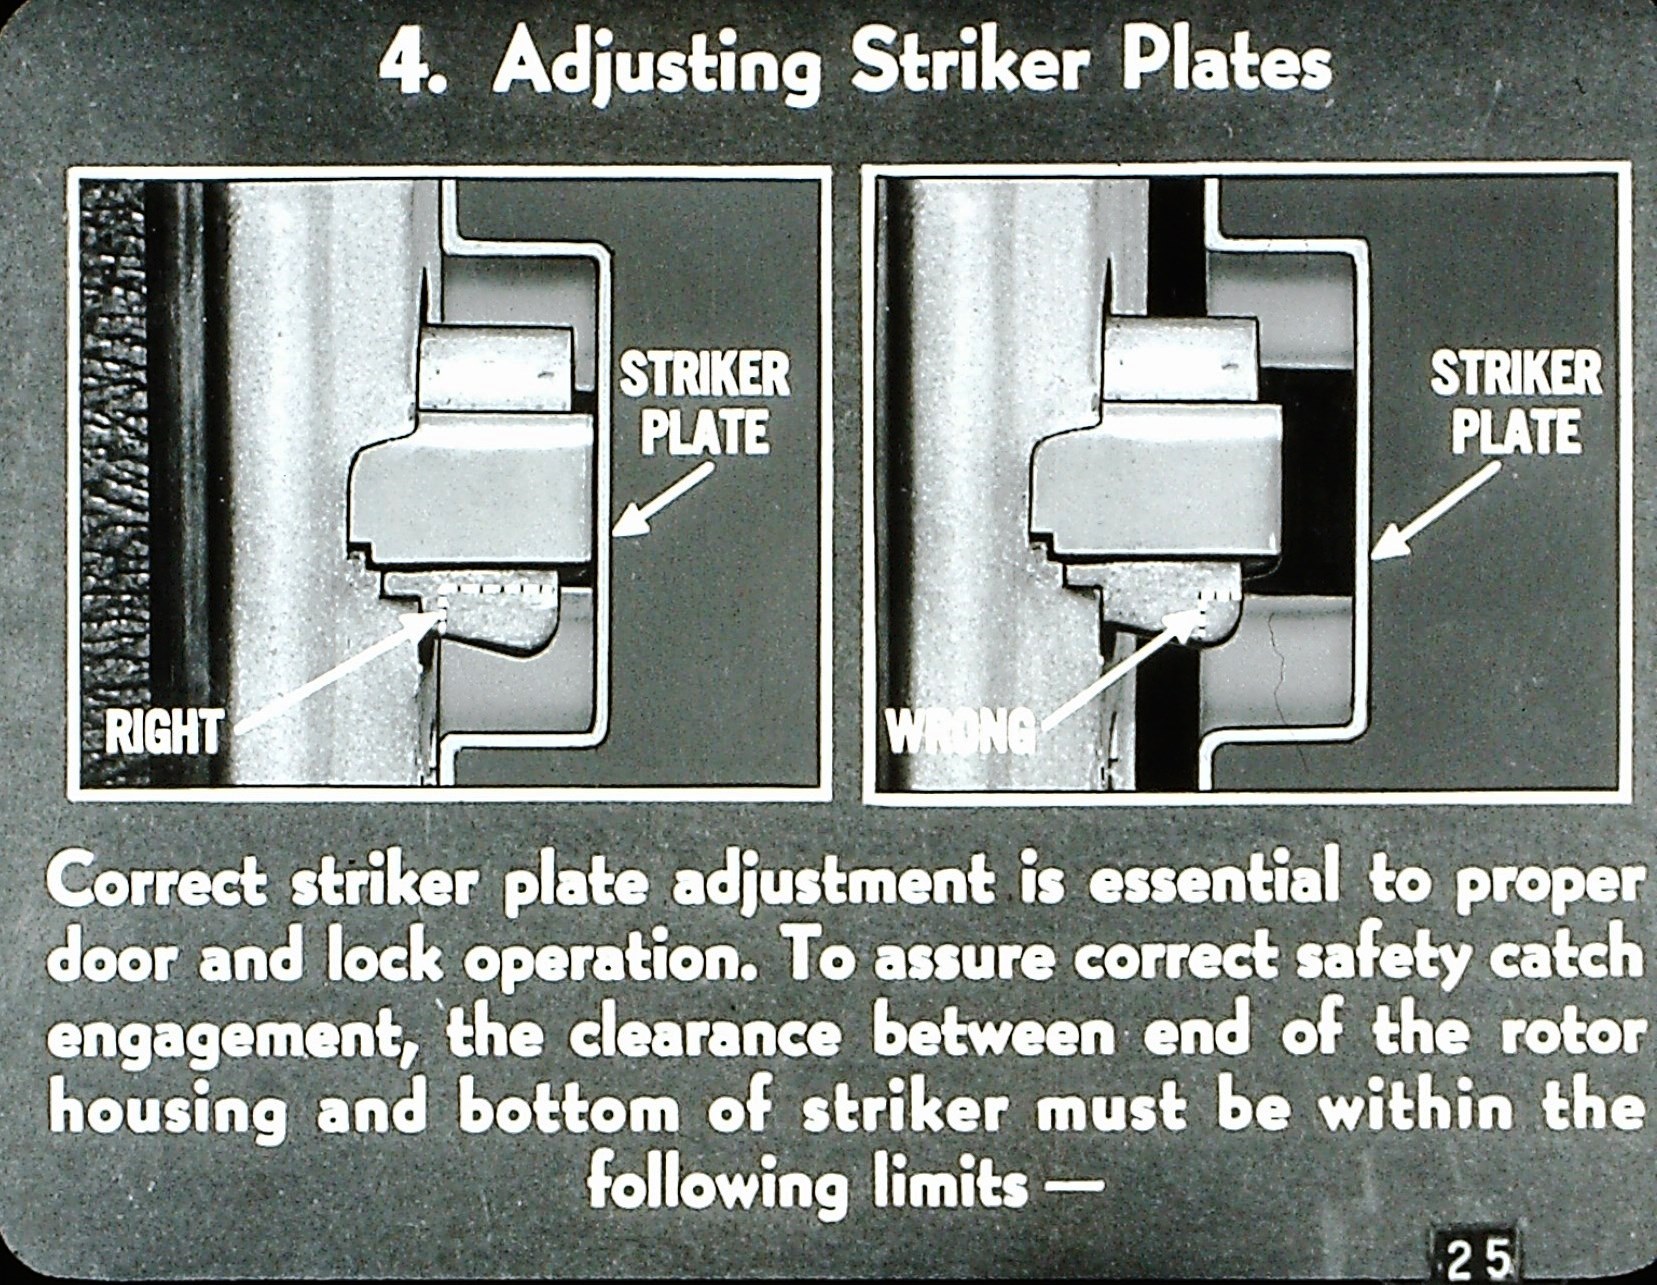 4. Adjusting Striker Plates
STRIKER
PLATE
RIGHT
STRIKER
PLATE
WRONG
Correct striker plate adjustment is essential to proper
door and lock operation. To assure correct safety catch
engagement, the clearance between end of the rotor
housing and bottom of striker must be within the
following limits —
25